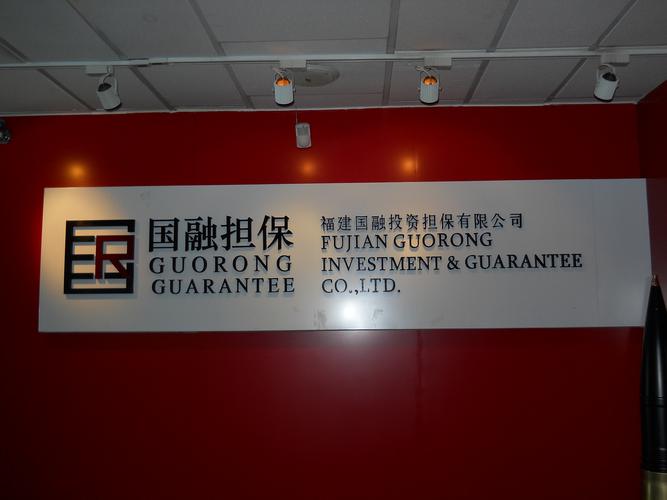 国融担保
GUORONG
GUARANTEE
福建国融投资担保有限公司
FUJIAN GUORONG
INVESTMENT & GUARANTEE
CO.,LTD.